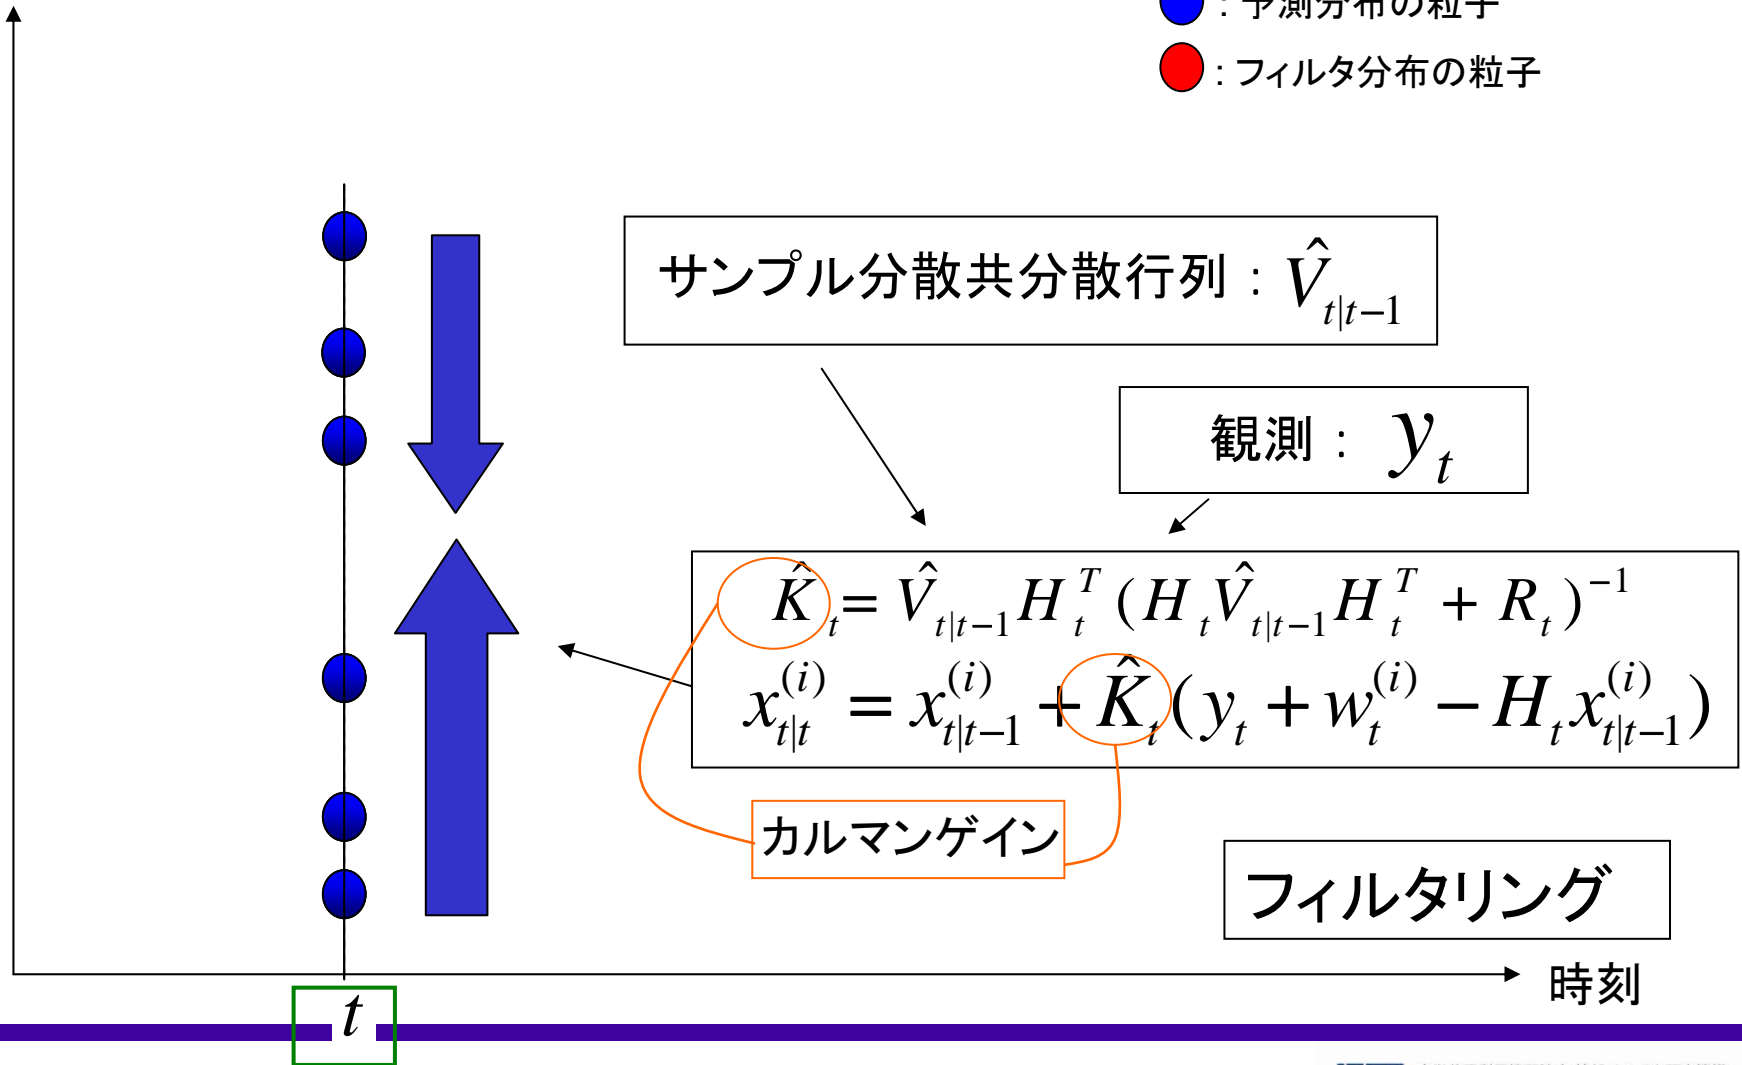 : 予測分布の粒子
: フィルタ分布の粒子
サンプル分散共分散行列 : V̂_{t|t−1}
観測 : y_t
K̂_t = V̂_{t|t−1} H_t^T (H_t V̂_{t|t−1} H_t^T + R_t)^{−1}
x_{t|t}^{(i)} = x_{t|t−1}^{(i)} + K̂_t (y_t + w_t^{(i)} − H_t x_{t|t−1}^{(i)})
カルマンゲイン
フィルタリング
時刻
t